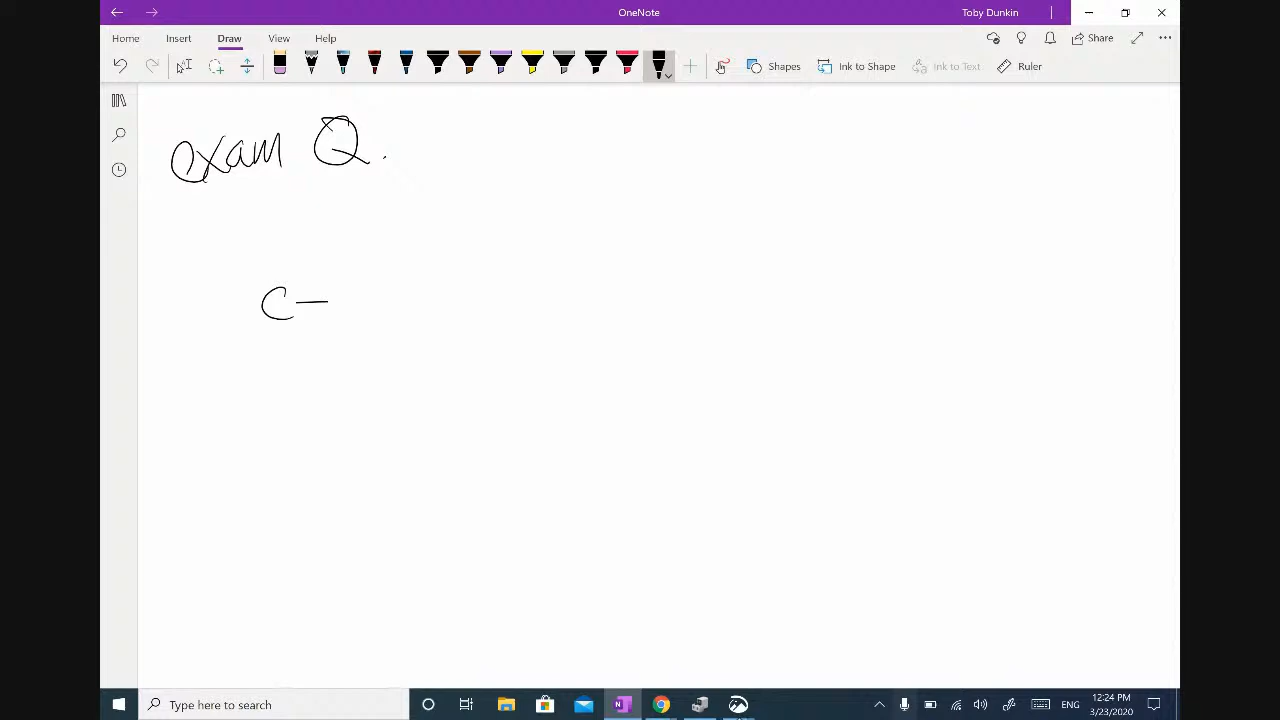 OneNote
Toby Dunkin
Home Insert Draw View Help
Share
Shapes Ink to Shape Ink to Text Ruler
exam Q.
C—
Type here to search
ENG
12:24 PM
3/23/2020